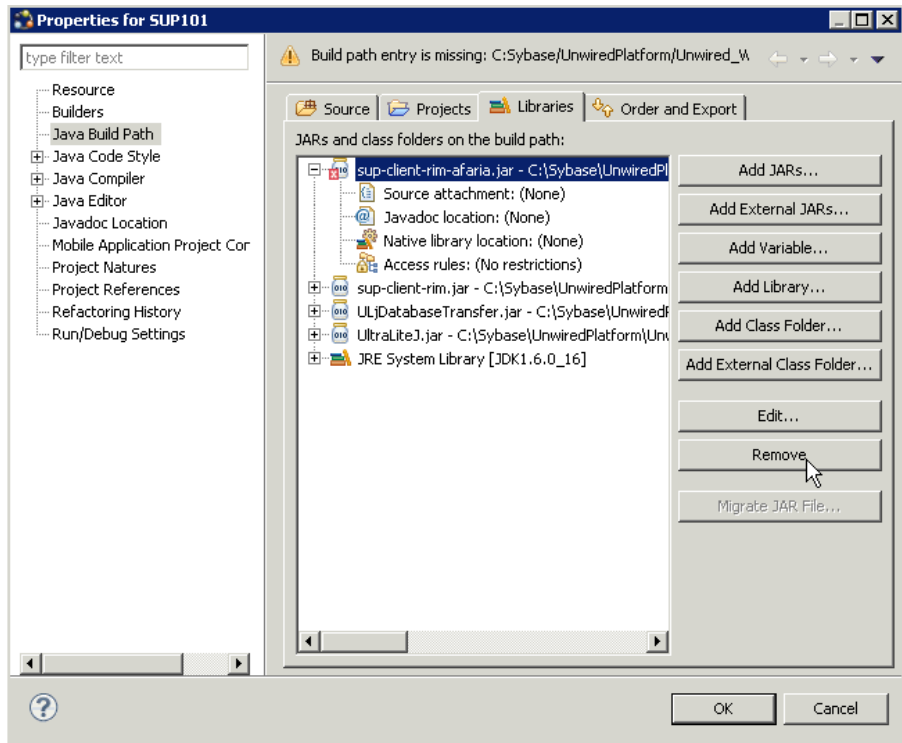 Properties for SUP101
type filter text
Resource
Builders
Java Build Path
Java Code Style
Java Compiler
Java Editor
Javadoc Location
Mobile Application Project Cor
Project Natures
Project References
Refactoring History
Run/Debug Settings
Build path entry is missing: C:Sybase/UnwiredPlatform/Unwired_W
Source
Projects
Libraries
Order and Export
JARs and class folders on the build path:
sup-client-rim-afaria.jar - C:\Sybase\UnwiredPl
Source attachment: (None)
Javadoc location: (None)
Native library location: (None)
Access rules: (No restrictions)
sup-client-rim.jar - C:\Sybase\UnwiredPlatform
ULjDatabaseTransfer.jar - C:\Sybase\UnwiredP
UltraLiteJ.jar - C:\Sybase\UnwiredPlatform\Unw
JRE System Library [JDK1.6.0_16]
Add JARs...
Add External JARs...
Add Variable...
Add Library...
Add Class Folder...
Add External Class Folder...
Edit...
Remove
Migrate JAR File...
OK
Cancel